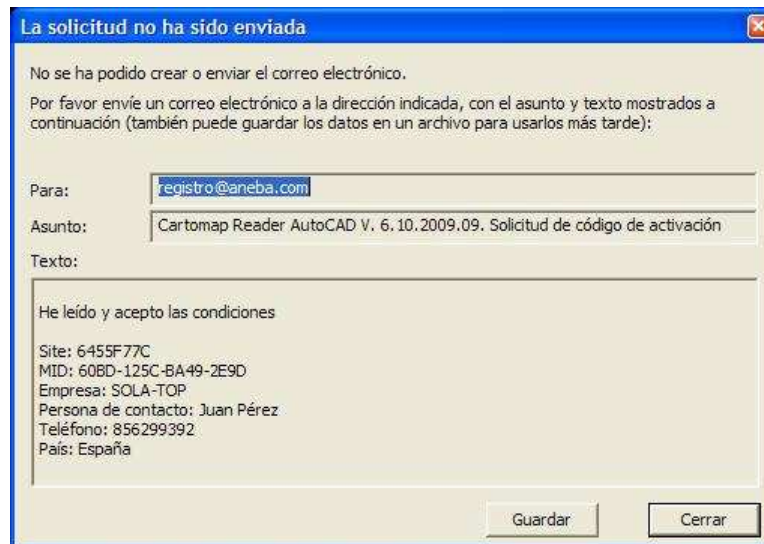 La solicitud no ha sido enviada
No se ha podido crear o enviar el correo electrónico.
Por favor envíe un correo electrónico a la dirección indicada, con el asunto y texto mostrados a
continuación (también puede guardar los datos en un archivo para usarlos más tarde):
Para: registro@aneba.com
Asunto: Cartomap Reader AutoCAD V. 6.10.2009.09. Solicitud de código de activación
Texto:
He leído y acepto las condiciones
Site: 6455F77C
MID: 60BD-125C-BA49-2E9D
Empresa: SOLA-TOP
Persona de contacto: Juan Pérez
Teléfono: 856299392
País: España
Guardar Cerrar